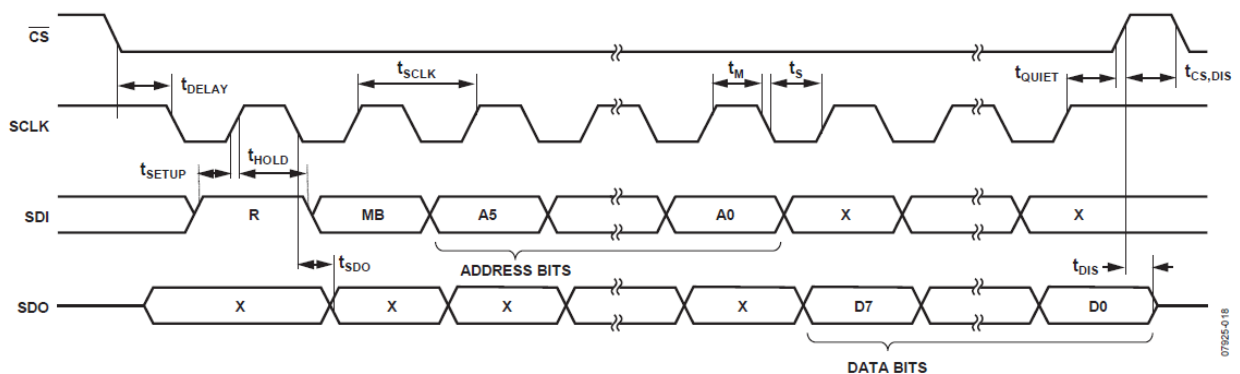 CS
tDELAY
tSCLK
tM
tS
tQUIET
tCS,DIS
SCLK
tSETUP
tHOLD
SDI
R
MB
A5
A0
X
X
tSDO
ADDRESS BITS
tDIS
SDO
X
X
X
X
D7
D0
DATA BITS
07925-018